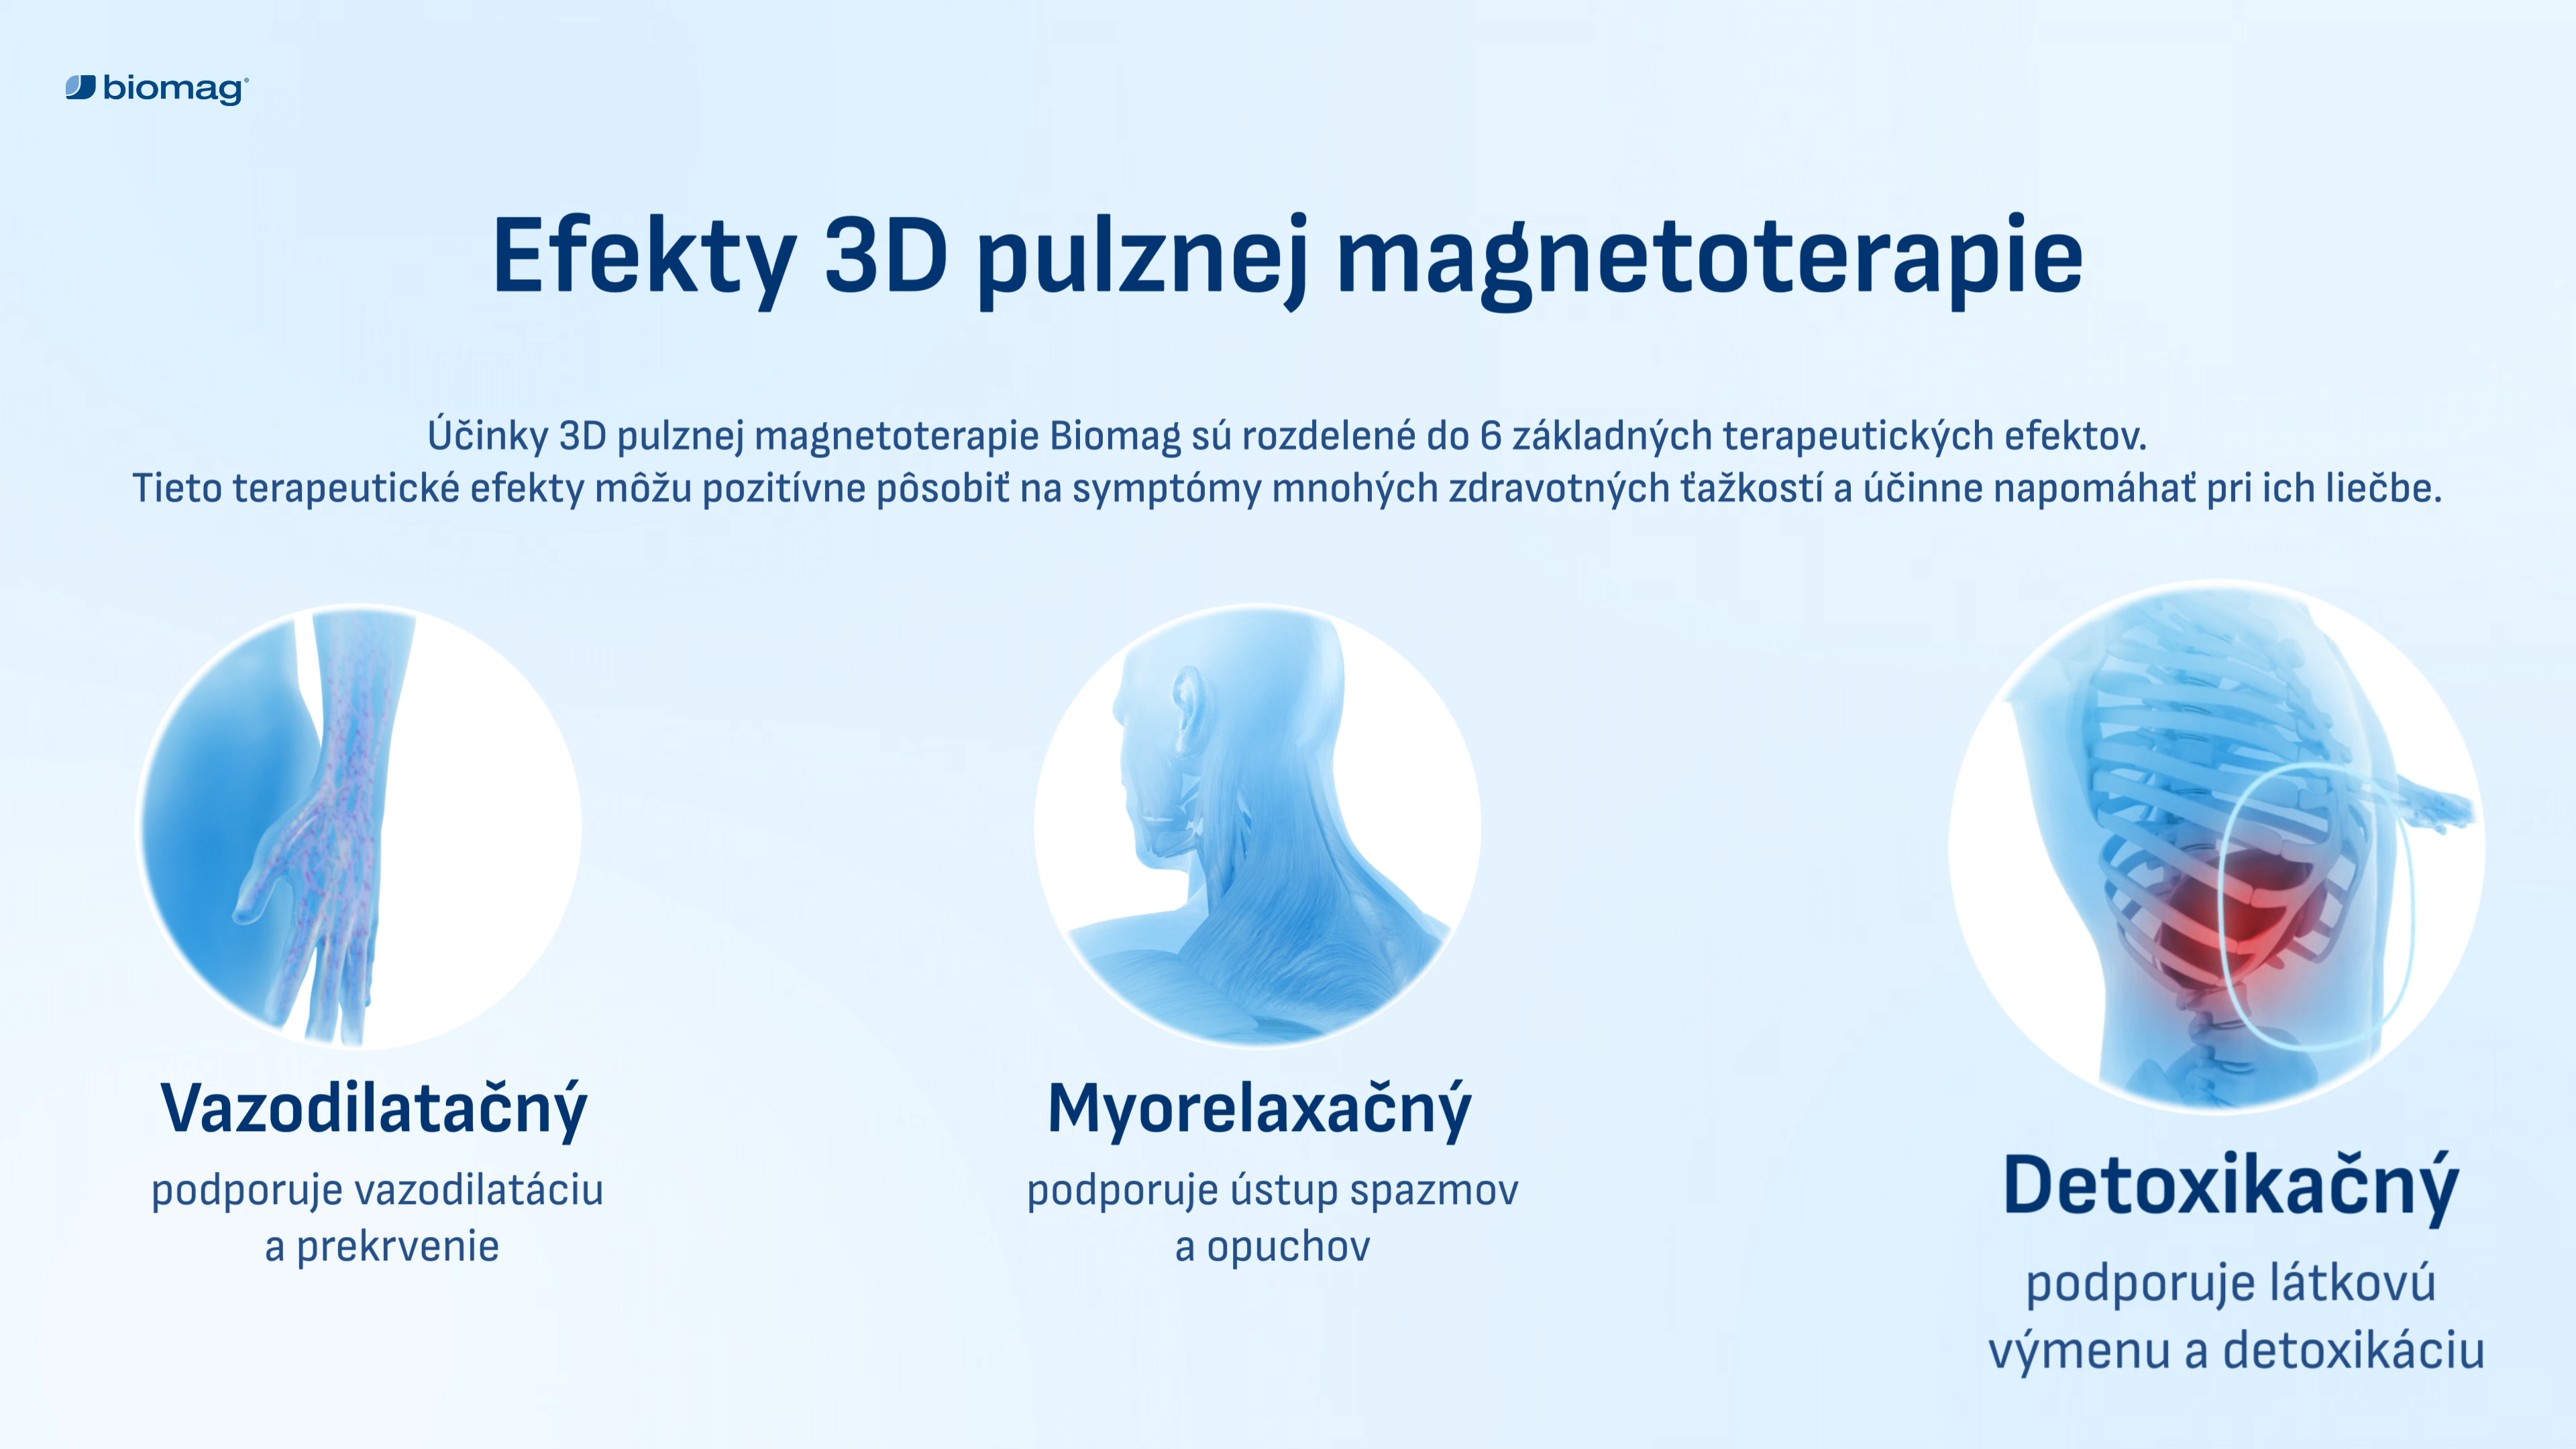 biomag®
Efekty 3D pulznej magnetoterapie
Účinky 3D pulznej magnetoterapie Biomag sú rozdelené do 6 základných terapeutických efektov.
Tieto terapeutické efekty môžu pozitívne pôsobiť na symptómy mnohých zdravotných ťažkostí a účinne napomáhať pri ich liečbe.
Vazodilatačný
podporuje vazodilatáciu
a prekrvenie
Myorelaxačný
podporuje ústup spazmov
a opuchov
Detoxikačný
podporuje látkovú
výmenu a detoxikáciu